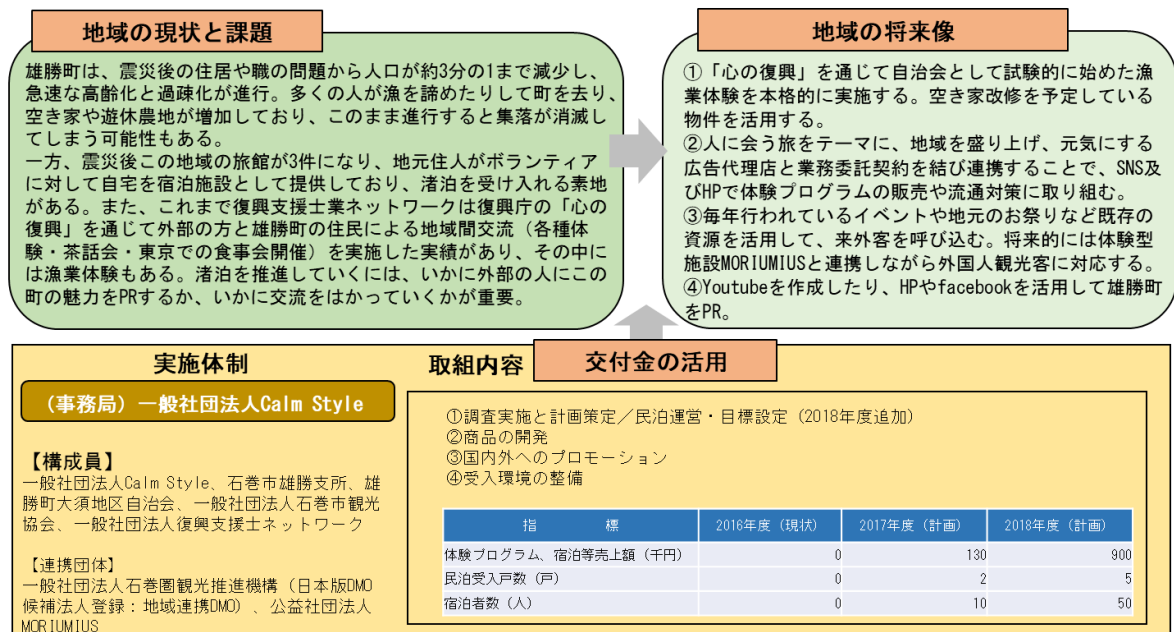 地域の現状と課題
雄勝町は、震災後の住居や職の問題から人口が約3分の1まで減少し、
急速な高齢化と過疎化が進行。多くの人が漁を諦めたりして町を去り、
空き家や遊休農地が増加しており、このまま進行すると集落が消滅し
てしまう可能性もある。
一方、震災後この地域の旅館が3件になり、地元住人がボランティア
に対して自宅を宿泊施設として提供しており、渚泊を受け入れる素地
がある。また、これまで復興支援士業ネットワークは復興庁の「心の
復興」を通じて外部の方と雄勝町の住民による地域間交流（各種体
験・茶話会・東京での食事会開催）を実施した実績があり、その中に
は漁業体験もある。渚泊を推進していくには、いかに外部の人にこの
町の魅力をPRするか、いかに交流をはかっていくかが重要。
地域の将来像
①「心の復興」を通じて自治会として試験的に始めた漁
業体験を本格的に実施する。空き家改修を予定している
物件を活用する。
②人に会う旅をテーマに、地域を盛り上げ、元気にする
広告代理店と業務委託契約を結び連携することで、SNS及
びHPで体験プログラムの販売や流通対策に取り組む。
③毎年行われているイベントや地元のお祭りなど既存の
資源を活用して、来外客を呼び込む。将来的には体験型
施設MORIUMIUSと連携しながら外国人観光客に対応する。
④Youtubeを作成したり、HPやfacebookを活用して雄勝町
をPR。
交付金の活用
実施体制
（事務局）一般社団法人Calm Style
【構成員】
一般社団法人Calm Style、石巻市雄勝支所、雄
勝町大須地区自治会、一般社団法人石巻市観光
協会、一般社団法人復興支援士ネットワーク
【連携団体】
一般社団法人石巻圏観光推進機構（日本版DMO
候補法人登録：地域連携DMO）、公益社団法人
MORIUMIUS
取組内容
①調査実施と計画策定／民泊運営・目標設定（2018年度追加）
②商品の開発
③国内外へのプロモーション
④受入環境の整備
指 標 2016年度（現状） 2017年度（計画） 2018年度（計画）
体験プログラム、宿泊等売上額（千円） 0 130 900
民泊受入戸数（戸） 0 2 5
宿泊者数（人） 0 10 50